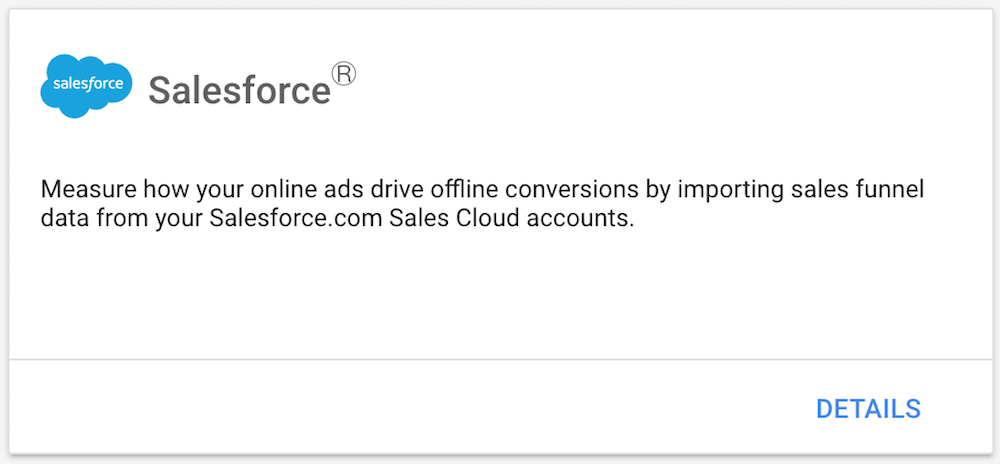 salesforce
Salesforce®
Measure how your online ads drive offline conversions by importing sales funnel
data from your Salesforce.com Sales Cloud accounts.
DETAILS